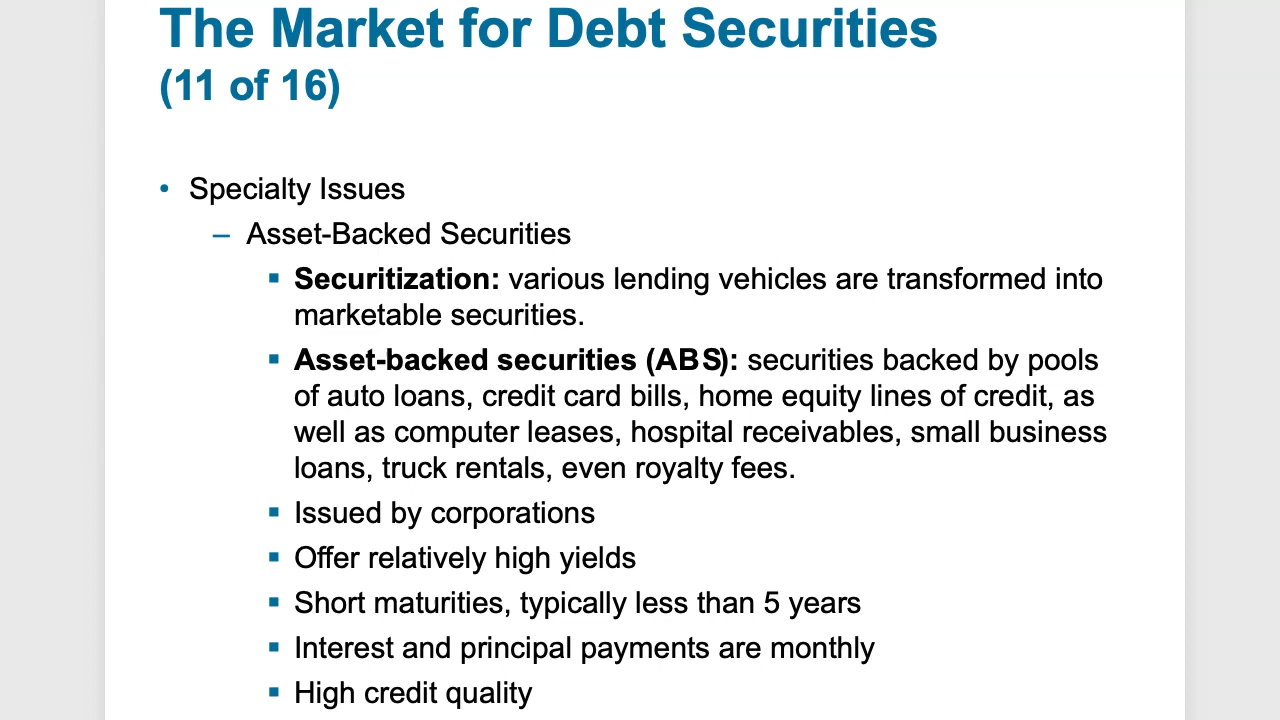 The Market for Debt Securities
(11 of 16)
• Specialty Issues
– Asset-Backed Securities
▪ Securitization: various lending vehicles are transformed into
marketable securities.
▪ Asset-backed securities (ABS): securities backed by pools
of auto loans, credit card bills, home equity lines of credit, as
well as computer leases, hospital receivables, small business
loans, truck rentals, even royalty fees.
▪ Issued by corporations
▪ Offer relatively high yields
▪ Short maturities, typically less than 5 years
▪ Interest and principal payments are monthly
▪ High credit quality